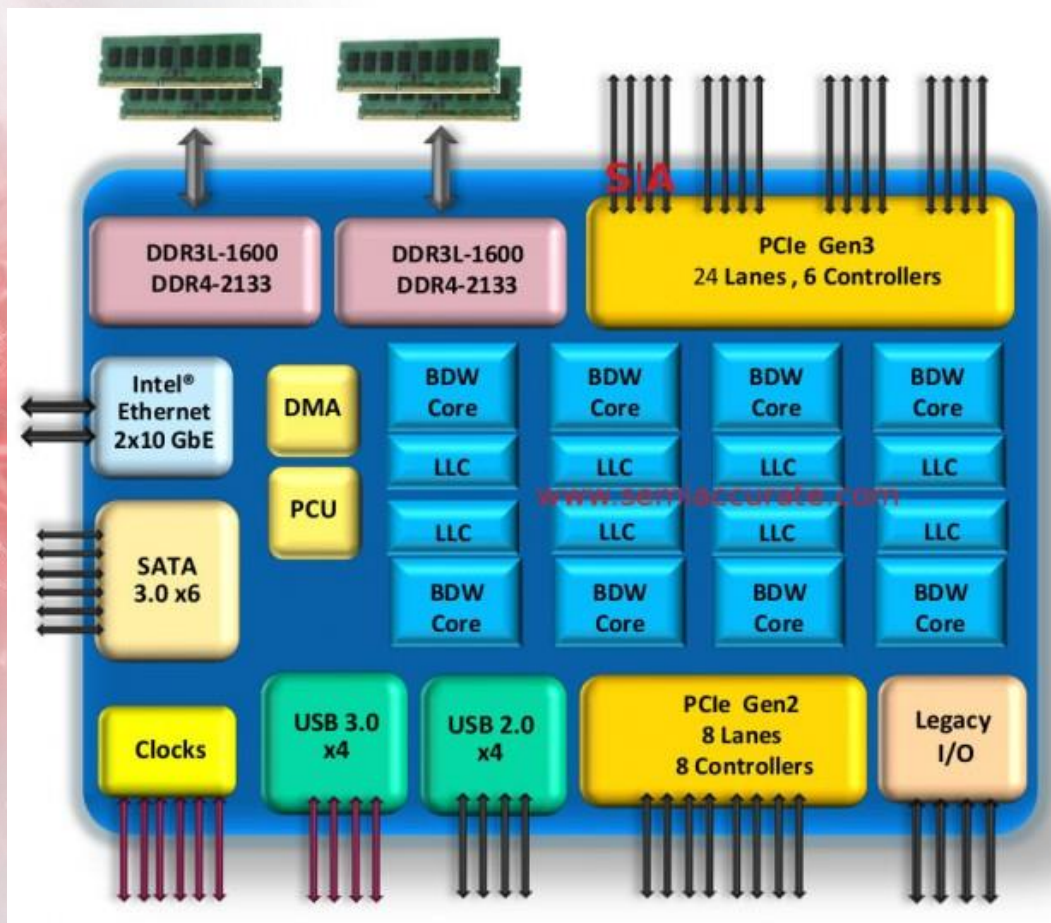 S|A
DDR3L-1600
DDR4-2133
DDR3L-1600
DDR4-2133
PCIe Gen3
24 Lanes , 6 Controllers
Intel®
Ethernet
2x10 GbE
DMA
PCU
BDW
Core
BDW
Core
BDW
Core
BDW
Core
LLC
LLC
LLC
LLC
www.semiaccurate.com
LLC
LLC
LLC
LLC
BDW
Core
BDW
Core
BDW
Core
BDW
Core
SATA
3.0 x6
Clocks
USB 3.0
x4
USB 2.0
x4
PCIe Gen2
8 Lanes
8 Controllers
Legacy
I/O